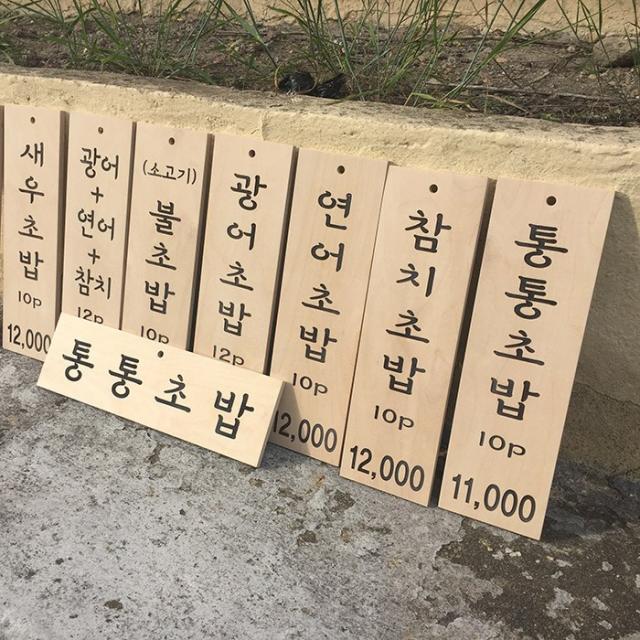 새우초밥
10p
12,000
광어
+
연어
+
참치
12p
(소고기)
불초밥
10p
광어초밥
12p
연어초밥
10p
12,000
참치초밥
10p
12,000
통통초밥
10p
11,000
통통초밥